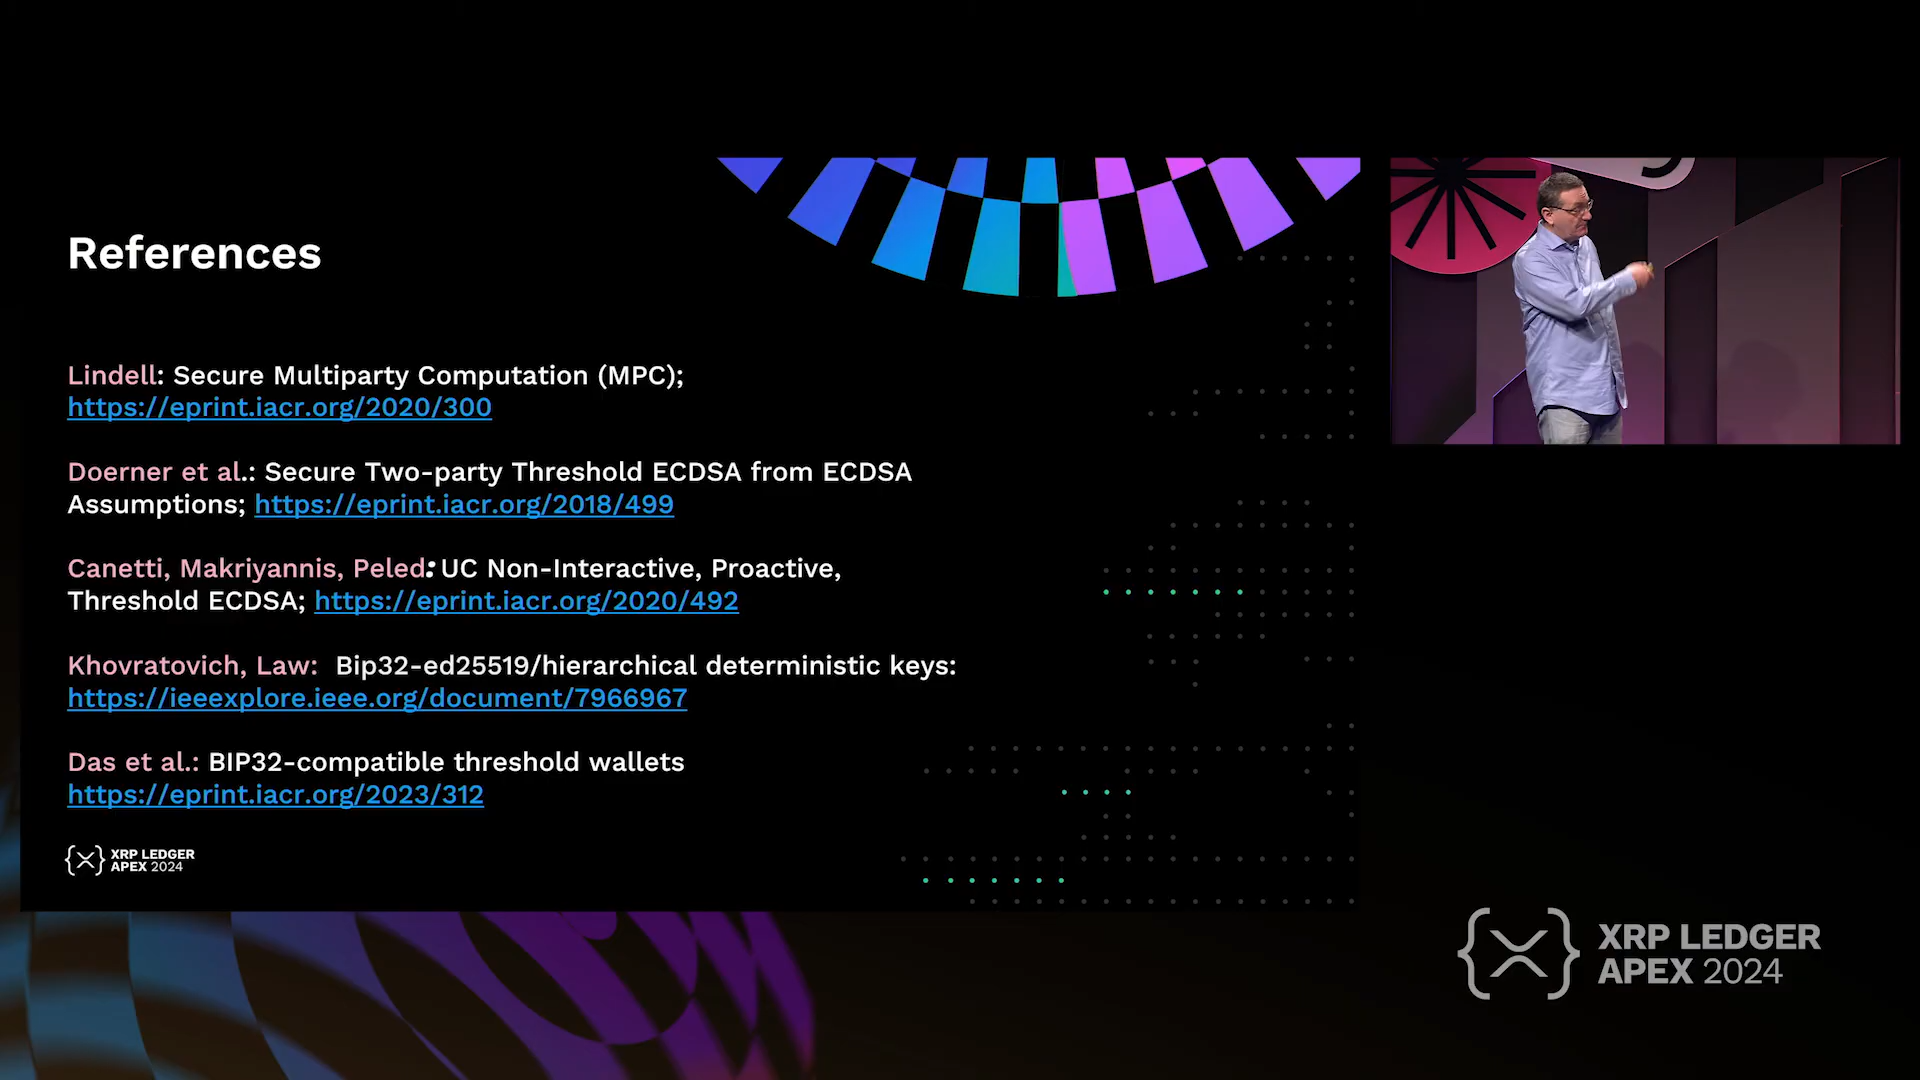 References
Lindell: Secure Multiparty Computation (MPC);
https://eprint.iacr.org/2020/300
Doerner et al.: Secure Two-party Threshold ECDSA from ECDSA
Assumptions; https://eprint.iacr.org/2018/499
Canetti, Makriyannis, Peled: UC Non-Interactive, Proactive,
Threshold ECDSA; https://eprint.iacr.org/2020/492
Khovratovich, Law: Bip32-ed25519/hierarchical deterministic keys:
https://ieeexplore.ieee.org/document/7966967
Das et al.: BIP32-compatible threshold wallets
https://eprint.iacr.org/2023/312
XRP LEDGER
APEX 2024
XRP LEDGER
APEX 2024